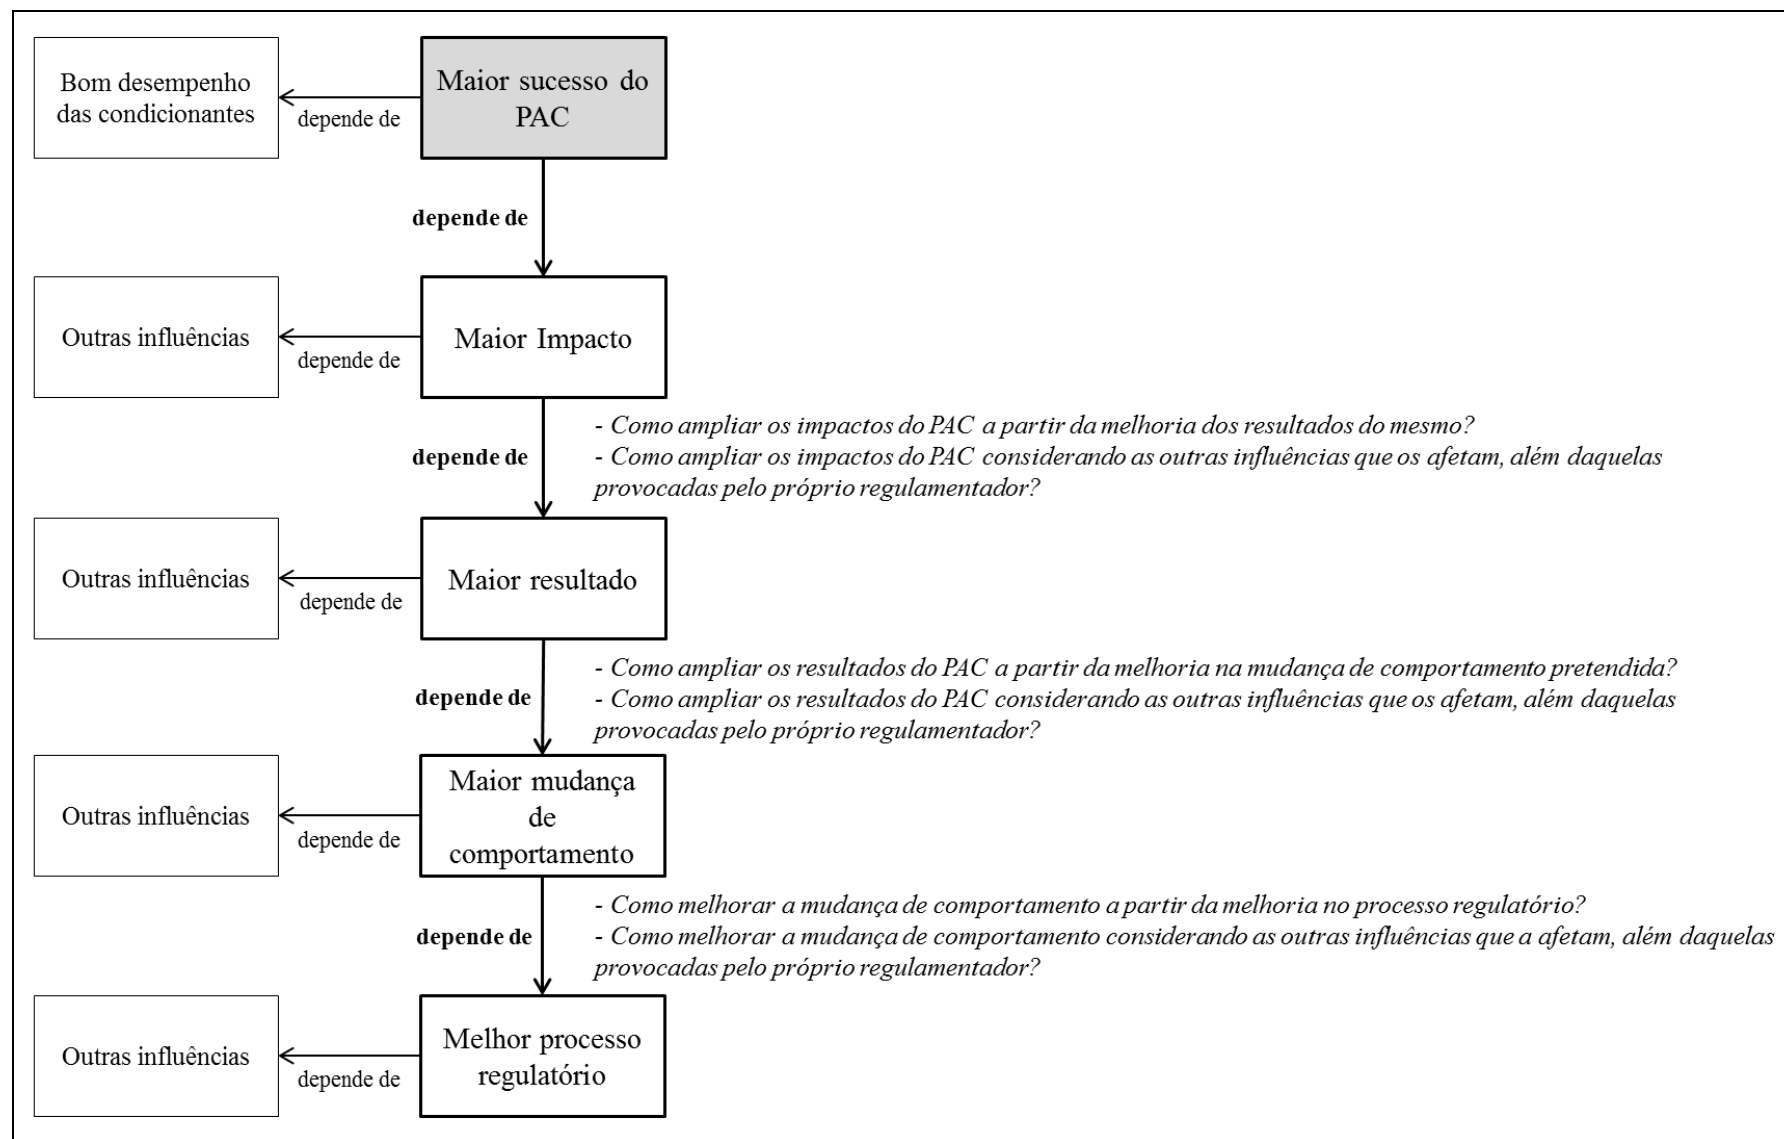 Bom desempenho
das condicionantes
depende de
Maior sucesso do
PAC
depende de
Outras influências
depende de
Maior Impacto
depende de
- Como ampliar os impactos do PAC a partir da melhoria dos resultados do mesmo?
- Como ampliar os impactos do PAC considerando as outras influências que os afetam, além daquelas
provocadas pelo próprio regulamentador?
Outras influências
depende de
Maior resultado
depende de
- Como ampliar os resultados do PAC a partir da melhoria na mudança de comportamento pretendida?
- Como ampliar os resultados do PAC considerando as outras influências que os afetam, além daquelas
provocadas pelo próprio regulamentador?
Outras influências
depende de
Maior mudança
de
comportamento
depende de
- Como melhorar a mudança de comportamento a partir da melhoria no processo regulatório?
- Como melhorar a mudança de comportamento considerando as outras influências que a afetam, além daquelas
provocadas pelo próprio regulamentador?
Outras influências
depende de
Melhor processo
regulatório